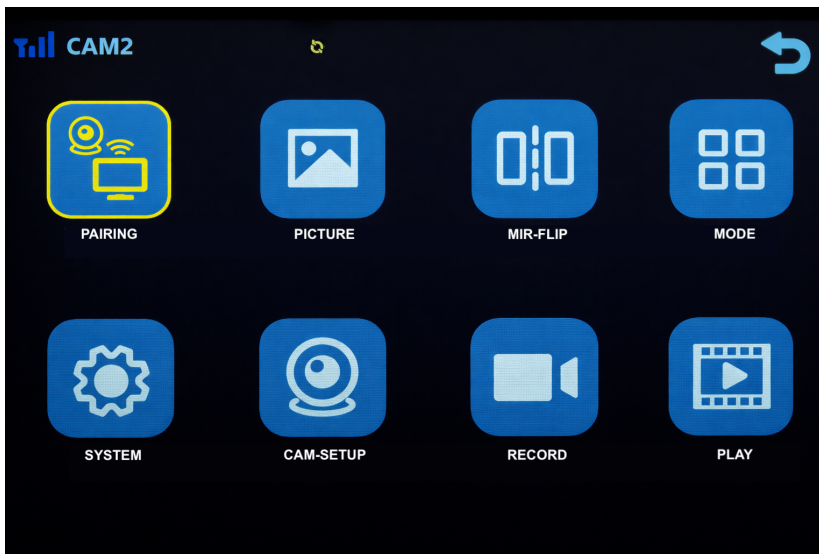 CAM2
PAIRING
PICTURE
MIR-FLIP
MODE
SYSTEM
CAM-SETUP
RECORD
PLAY